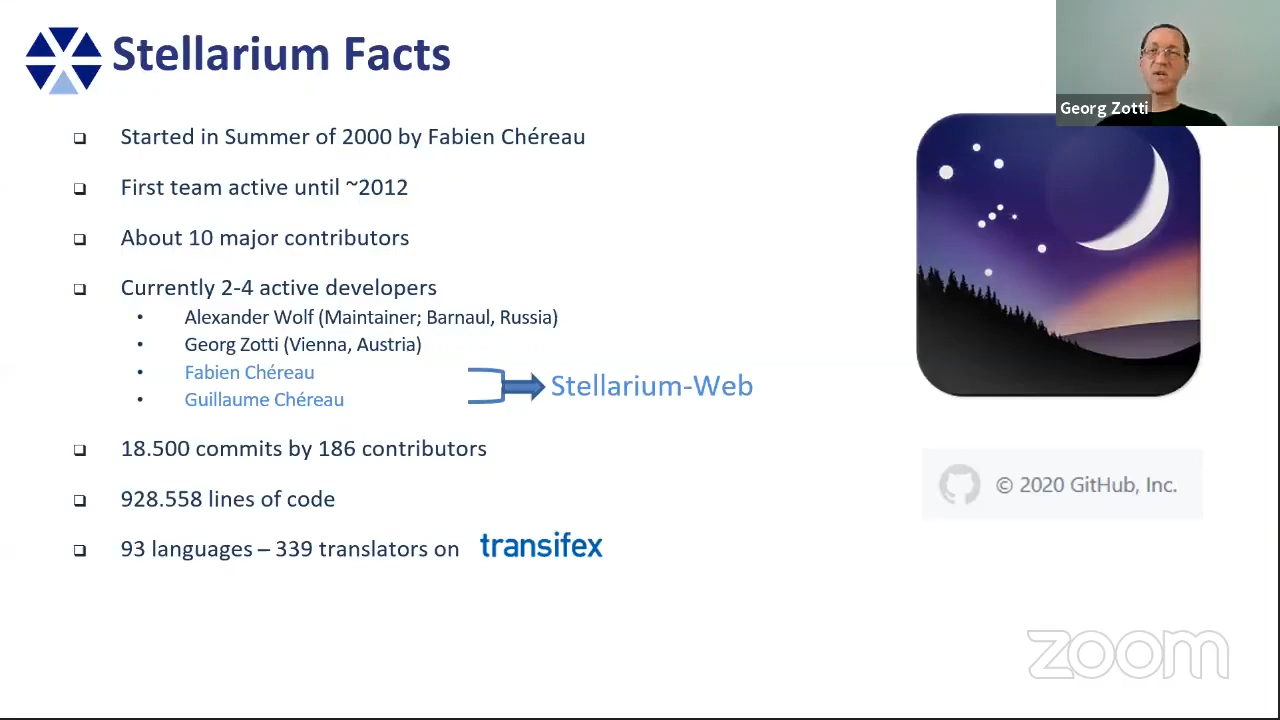 Stellarium Facts
Georg Zotti
Started in Summer of 2000 by Fabien Chéreau
First team active until ~2012
About 10 major contributors
Currently 2-4 active developers
Alexander Wolf (Maintainer; Barnaul, Russia)
Georg Zotti (Vienna, Austria)
Fabien Chéreau
Guillaume Chéreau
Stellarium-Web
18.500 commits by 186 contributors
928.558 lines of code
93 languages – 339 translators on transifex
© 2020 GitHub, Inc.
zoom